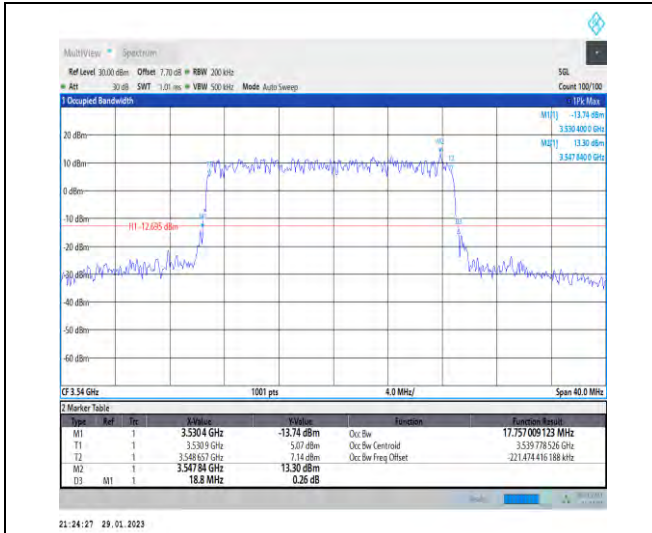 MultiView Spectrum
Ref Level 30.00 dBm Offset 7.70 dB RBW 200 kHz SGL
Att 30 dB SWT 1.01 ms VBW 500 kHz Mode Auto Sweep Count 100/100
1 Occupied Bandwidth 1Pk Max
M1[1] -13.74 dBm
3.530 400 0 GHz
M2[1] 13.30 dBm
3.547 840 0 GHz
20 dBm
M2
10 dBm
T2
0 dBm
-10 dBm
H1 -12.695 dBm
-20 dBm
-30 dBm
-40 dBm
-50 dBm
-60 dBm
CF 3.54 GHz 1001 pts 4.0 MHz/ Span 40.0 MHz
2 Marker Table
Type Ref Trc X-Value Y-Value Function Function Result
M1 1 3.530 4 GHz -13.74 dBm Occ Bw 17.757 009 123 MHz
T1 1 3.530 9 GHz 5.07 dBm Occ Bw Centroid 3.539 778 526 GHz
T2 1 3.548 657 GHz 7.14 dBm Occ Bw Freq Offset -221.474 416 188 kHz
M2 1 3.547 84 GHz 13.30 dBm
D3 M1 1 18.8 MHz 0.26 dB
21:24:27 29.01.2023